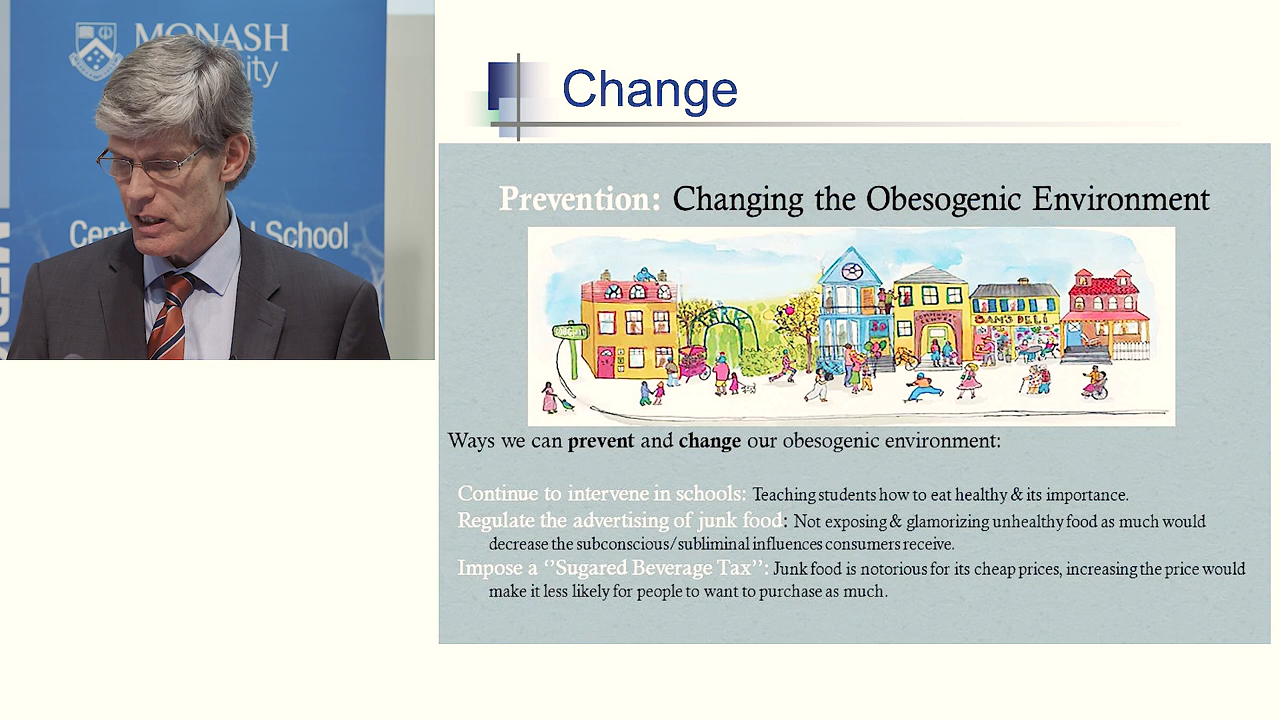 MONASH
sity
Cent
l School
Change
Prevention: Changing the Obesogenic Environment
PARK
50
SAM'S DELI
Ways we can prevent and change our obesogenic environment:
Continue to intervene in schools: Teaching students how to eat healthy & its importance.
Regulate the advertising of junk food: Not exposing & glamorizing unhealthy food as much would
decrease the subconscious/subliminal influences consumers receive.
Impose a ‘‘Sugared Beverage Tax’’: Junk food is notorious for its cheap prices, increasing the price would
make it less likely for people to want to purchase as much.